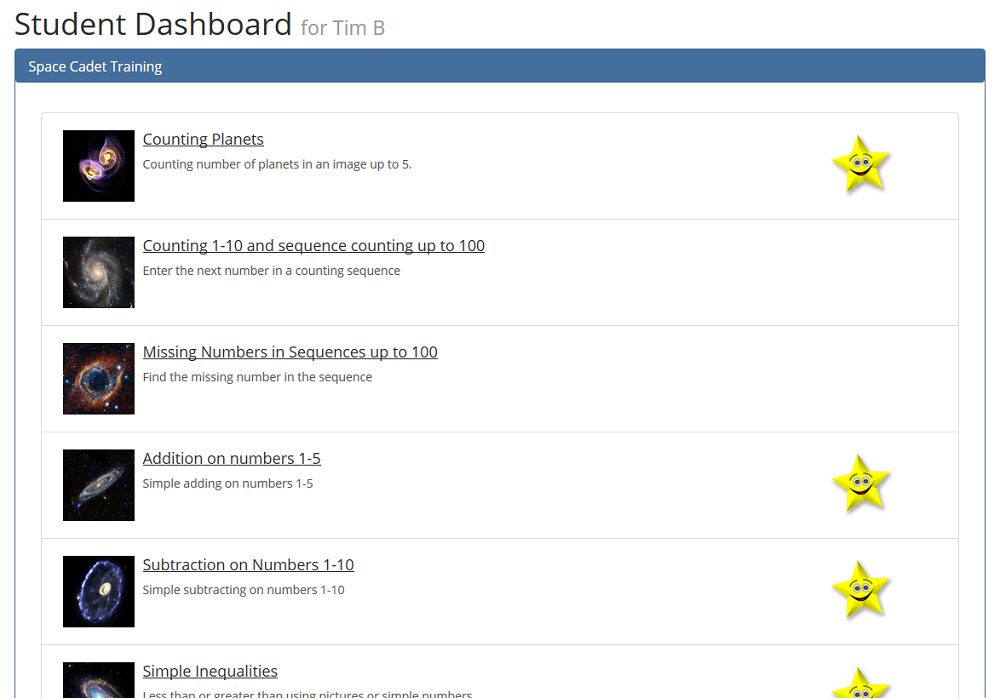 Student Dashboard for Tim B
Space Cadet Training
Counting Planets
Counting number of planets in an image up to 5.
Counting 1-10 and sequence counting up to 100
Enter the next number in a counting sequence
Missing Numbers in Sequences up to 100
Find the missing number in the sequence
Addition on numbers 1-5
Simple adding on numbers 1-5
Subtraction on Numbers 1-10
Simple subtracting on numbers 1-10
Simple Inequalities
Less than or greater than using pictures or simple numbers